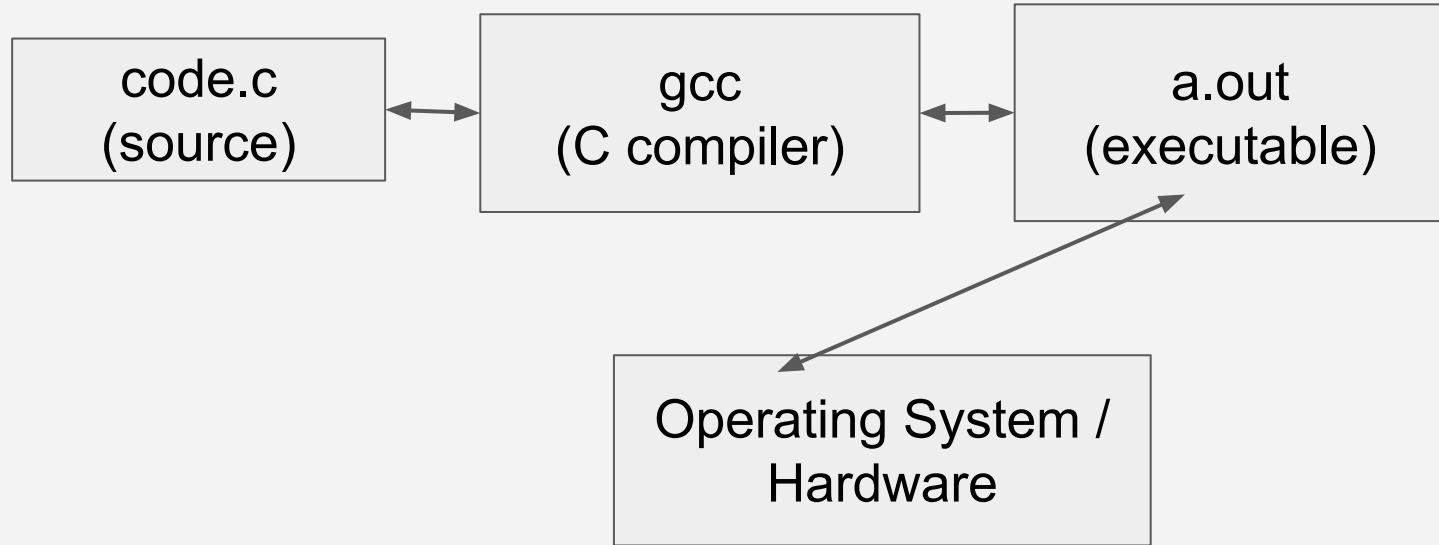 code.c
(source)
gcc
(C compiler)
a.out
(executable)
Operating System /
Hardware